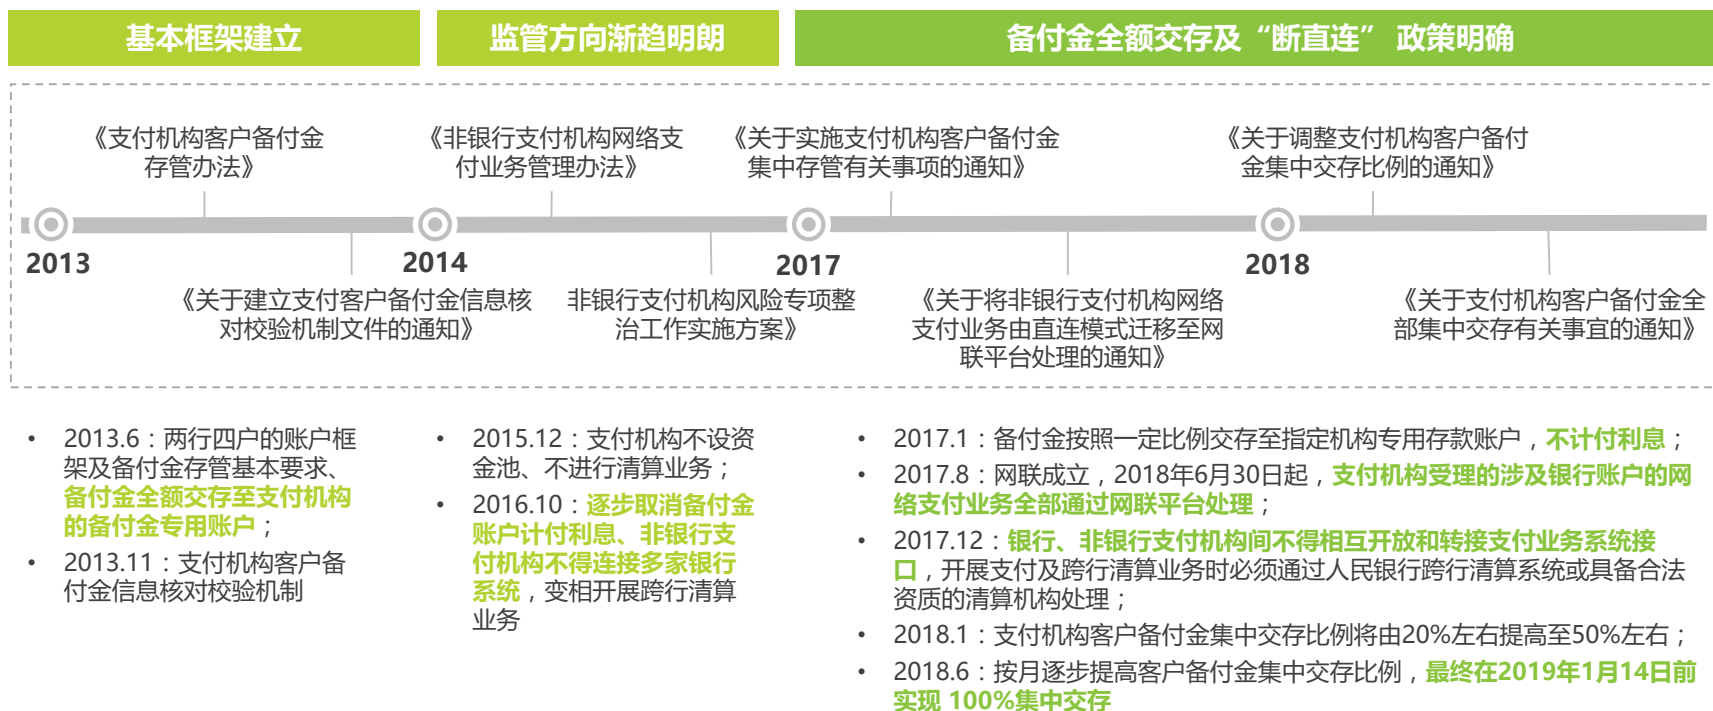 基本框架建立
监管方向渐趋明朗
备付金全额交存及“断直连” 政策明确
《支付机构客户备付金
存管办法》
《非银行支付机构网络支
付业务管理办法》
《关于实施支付机构客户备付金
集中存管有关事项的通知》
《关于调整支付机构客户备付
金集中交存比例的通知》
2013
2014
2017
2018
《关于建立支付客户备付金信息核
对校验机制文件的通知》
非银行支付机构风险专项整
治工作实施方案》
《关于将非银行支付机构网络
支付业务由直连模式迁移至网
联平台处理的通知》
《关于支付机构客户备付金全
部集中交存有关事宜的通知》
• 2013.6：两行四户的账户框
架及备付金存管基本要求、
备付金全额交存至支付机构
的备付金专用账户；
• 2013.11：支付机构客户备
付金信息核对校验机制
• 2015.12：支付机构不设资
金池、不进行清算业务；
• 2016.10：逐步取消备付金
账户计付利息、非银行支
付机构不得连接多家银行
系统，变相开展跨行清算
业务
• 2017.1：备付金按照一定比例交存至指定机构专用存款账户，不计付利息；
• 2017.8：网联成立，2018年6月30日起，支付机构受理的涉及银行账户的网
络支付业务全部通过网联平台处理；
• 2017.12：银行、非银行支付机构间不得相互开放和转接支付业务系统接
口，开展支付及跨行清算业务时必须通过人民银行跨行清算系统或具备合法
资质的清算机构处理；
• 2018.1：支付机构客户备付金集中交存比例将由20%左右提高至50%左右；
• 2018.6：按月逐步提高客户备付金集中交存比例，最终在2019年1月14日前
实现 100%集中交存